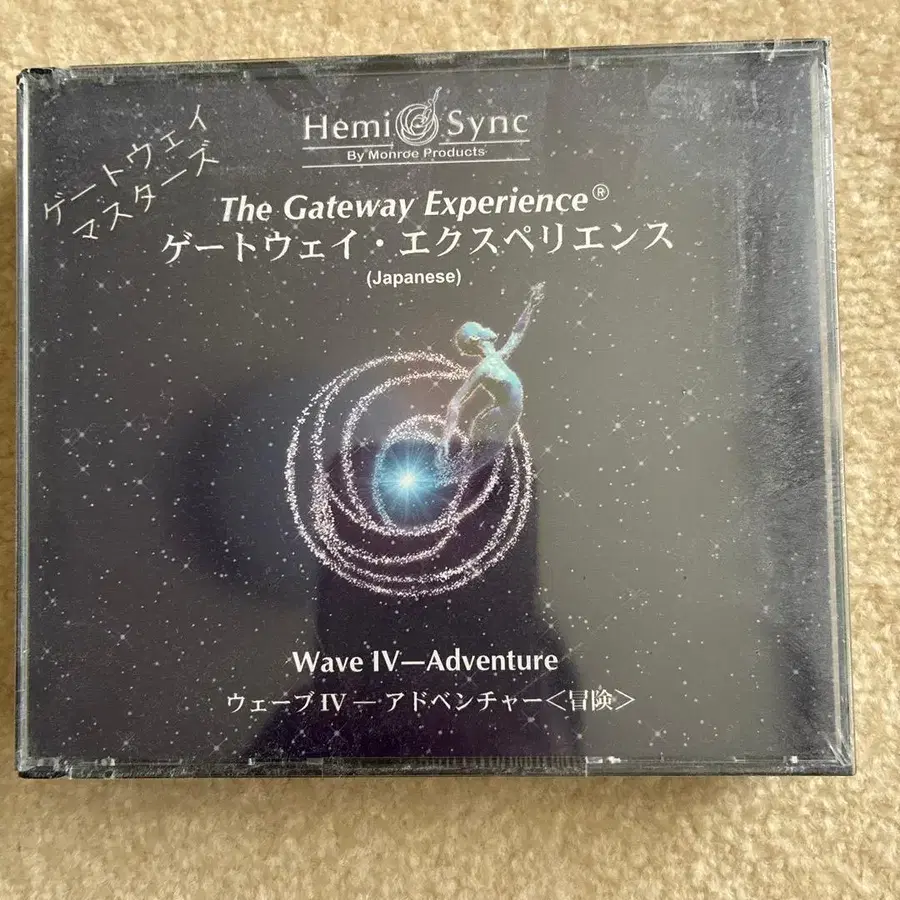 ゲートウェイ
マスターズ
Hemi Sync
By Monroe Products
The Gateway Experience®
ゲートウェイ・エクスペリエンス
(Japanese)
Wave IV—Adventure
ウェーブ IV — アドベンチャー<冒険>